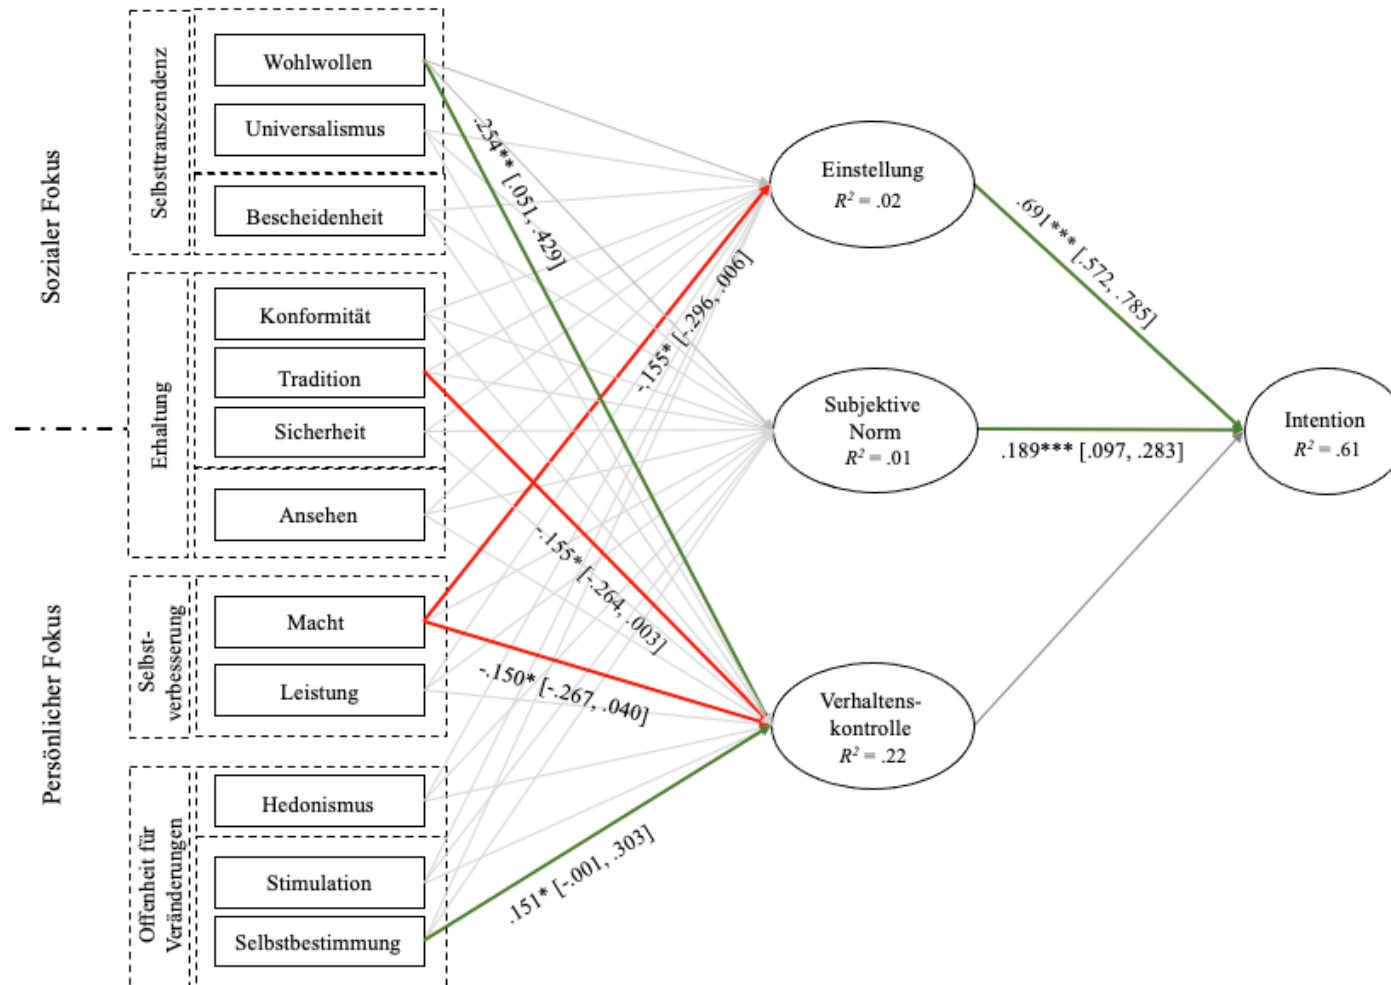 Sozialer Fokus
Persönlicher Fokus
Selbsttranszendenz
Wohlwollen
Universalismus
Bescheidenheit
Erhaltung
Konformität
Tradition
Sicherheit
Ansehen
Selbst-
verbesserung
Macht
Leistung
Offenheit für
Veränderungen
Hedonismus
Stimulation
Selbstbestimmung
.254** [.051, .429]
-.155* [-.296, .006]
-.155* [-.264, .003]
-.150* [-.267, .040]
.151* [-.001, .303]
Einstellung
R² = .02
Subjektive
Norm
R² = .01
Verhaltens-
kontrolle
R² = .22
.691*** [.572, .785]
.189*** [.097, .283]
Intention
R² = .61